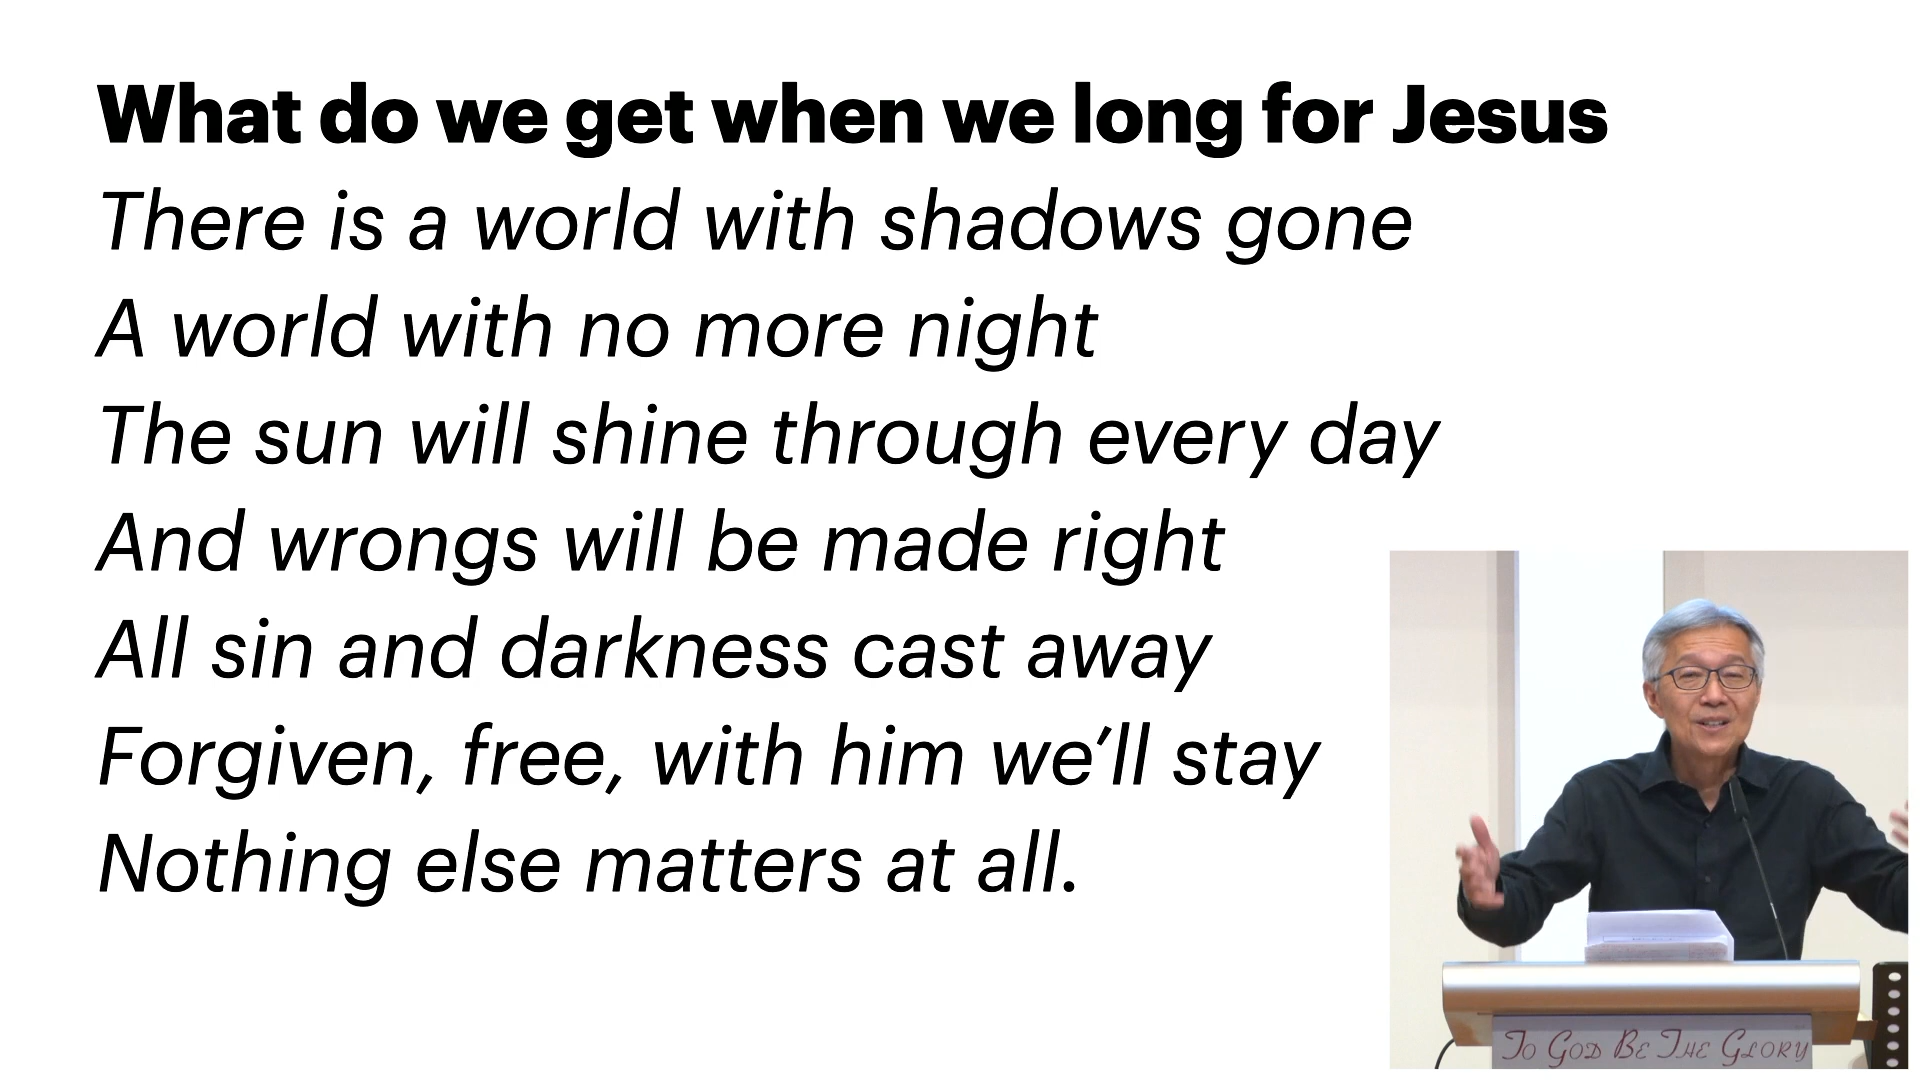 What do we get when we long for Jesus
There is a world with shadows gone
A world with no more night
The sun will shine through every day
And wrongs will be made right
All sin and darkness cast away
Forgiven, free, with him we’ll stay
Nothing else matters at all.
To God Be The Glory